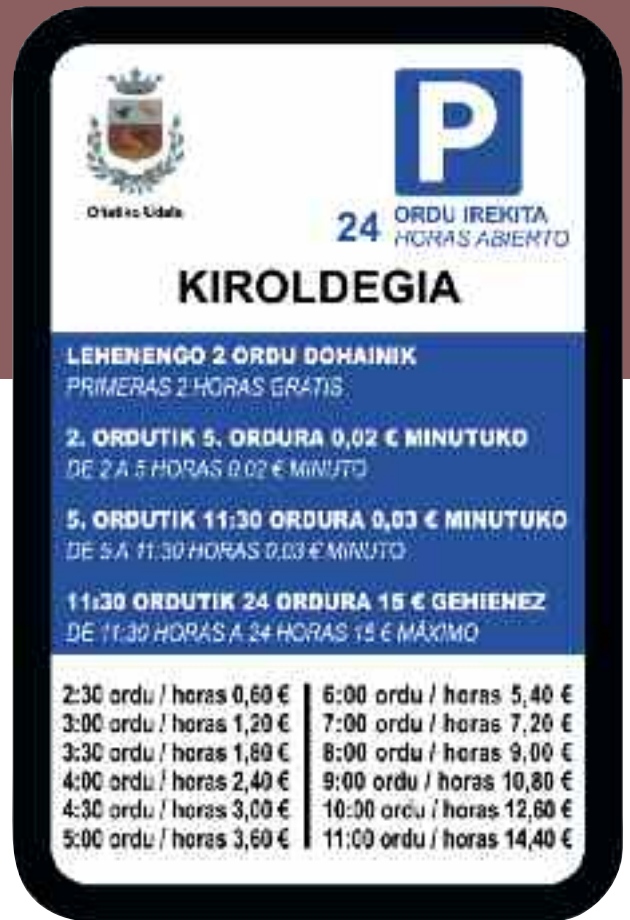 P
Oñatiko Udala
24 ORDU IREKITA
HORAS ABIERTO
KIROLDEGIA
LEHENENGO 2 ORDU DOHAINIK
PRIMERAS 2 HORAS GRATIS
2. ORDUTIK 5. ORDURA 0,02 € MINUTUKO
DE 2 A 5 HORAS 0,02 € MINUTO
5. ORDUTIK 11:30 ORDURA 0,03 € MINUTUKO
DE 5 A 11:30 HORAS 0,03 € MINUTO
11:30 ORDUTIK 24 ORDURA 15 € GEHIENEZ
DE 11:30 HORAS A 24 HORAS 15 € MÁXIMO
2:30 ordu / horas 0,60 €
3:00 ordu / horas 1,20 €
3:30 ordu / horas 1,80 €
4:00 ordu / horas 2,40 €
4:30 ordu / horas 3,00 €
5:00 ordu / horas 3,60 €
6:00 ordu / horas 5,40 €
7:00 ordu / horas 7,20 €
8:00 ordu / horas 9,00 €
9:00 ordu / horas 10,80 €
10:00 ordu / horas 12,60 €
11:00 ordu / horas 14,40 €